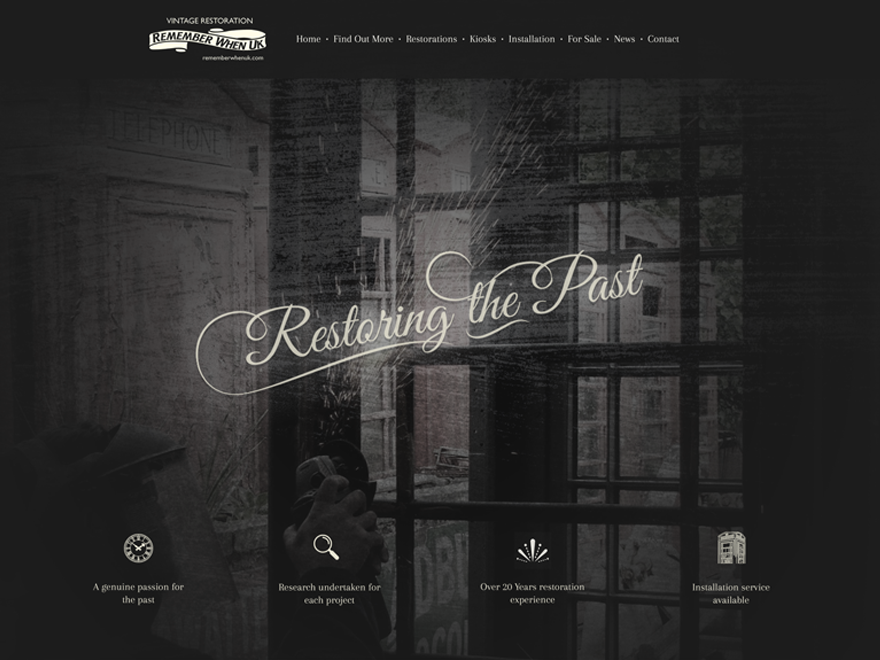 VINTAGE RESTORATION
REMEMBER WHEN UK
rememberwhenuk.com
Home • Find Out More • Restorations • Kiosks • Installation • For Sale • News • Contact
TELEPHONE
Restoring the Past
A genuine passion for
the past
Research undertaken for
each project
Over 20 Years restoration
experience
Installation service
available